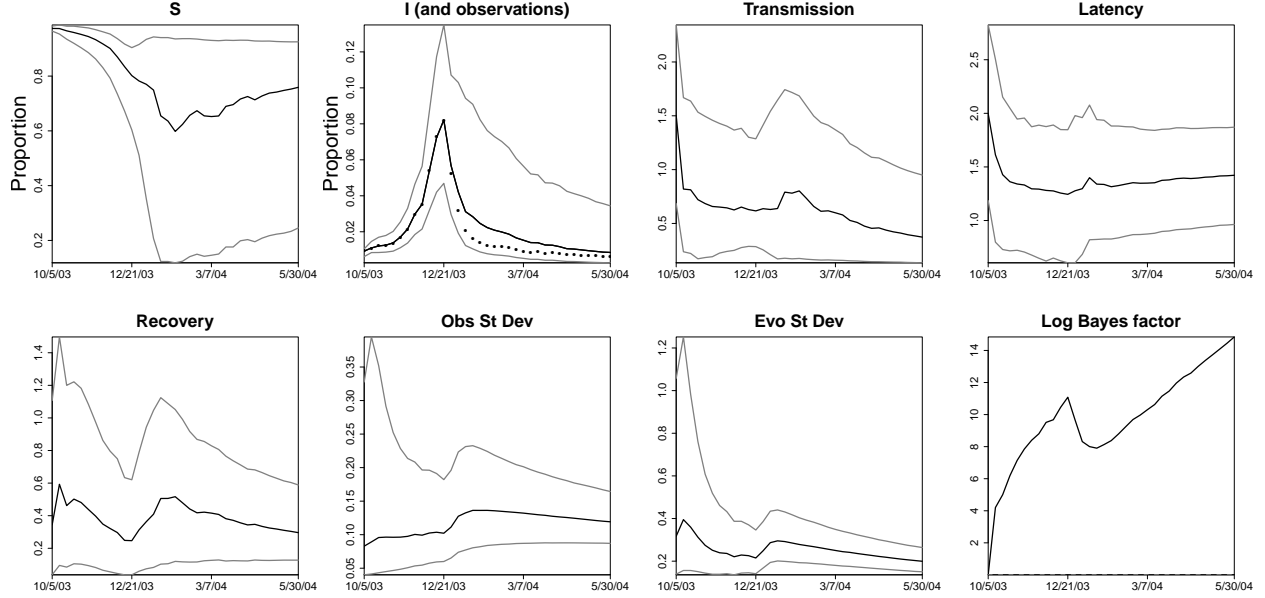 S
I (and observations)
Transmission
Latency
Proportion
0.2 0.4 0.6 0.8
10/5/03 12/21/03 3/7/04 5/30/04
Proportion
0.02 0.04 0.06 0.08 0.10 0.12
10/5/03 12/21/03 3/7/04 5/30/04
0.5 1.0 1.5 2.0
10/5/03 12/21/03 3/7/04 5/30/04
1.0 1.5 2.0 2.5
10/5/03 12/21/03 3/7/04 5/30/04
Recovery
Obs St Dev
Evo St Dev
Log Bayes factor
0.2 0.4 0.6 0.8 1.0 1.2 1.4
10/5/03 12/21/03 3/7/04 5/30/04
0.05 0.10 0.15 0.20 0.25 0.30 0.35
10/5/03 12/21/03 3/7/04 5/30/04
0.2 0.4 0.6 0.8 1.0 1.2
10/5/03 12/21/03 3/7/04 5/30/04
2 4 6 8 10 12 14
10/5/03 12/21/03 3/7/04 5/30/04